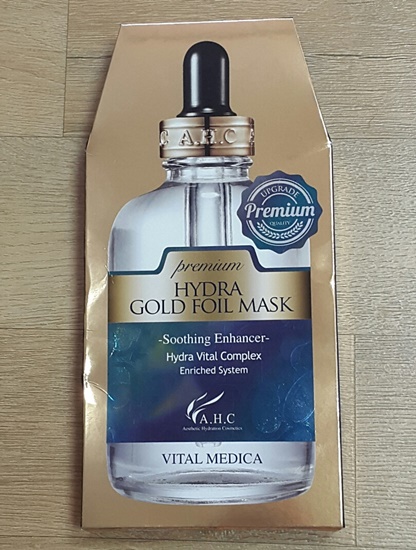 A.H.C
UPGRADE
Premium
QUALITY
premium
HYDRA
GOLD FOIL MASK
-Soothing Enhancer-
Hydra Vital Complex
Enriched System
A.H.C
Aesthetic Hydration Cosmetics
VITAL MEDICA